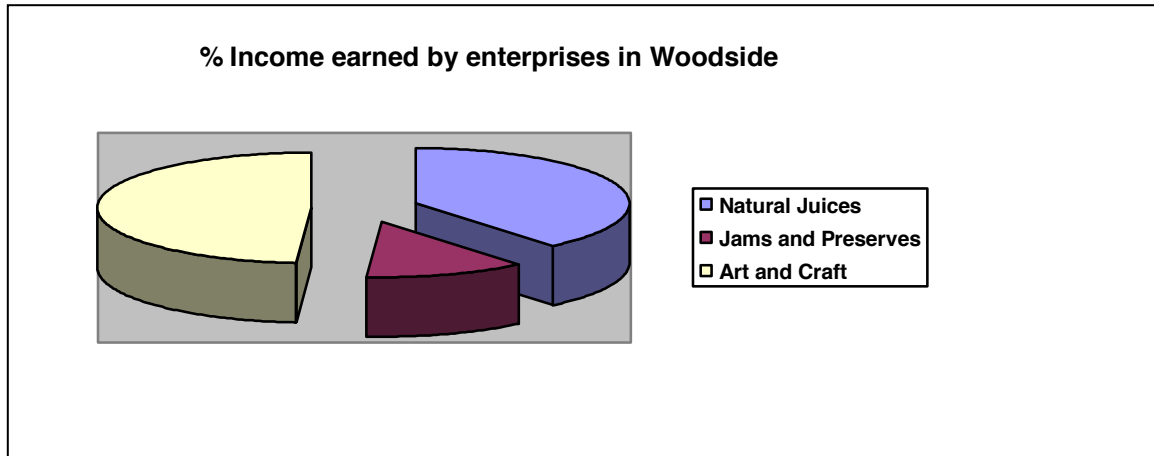 % Income earned by enterprises in Woodside
Natural Juices
Jams and Preserves
Art and Craft